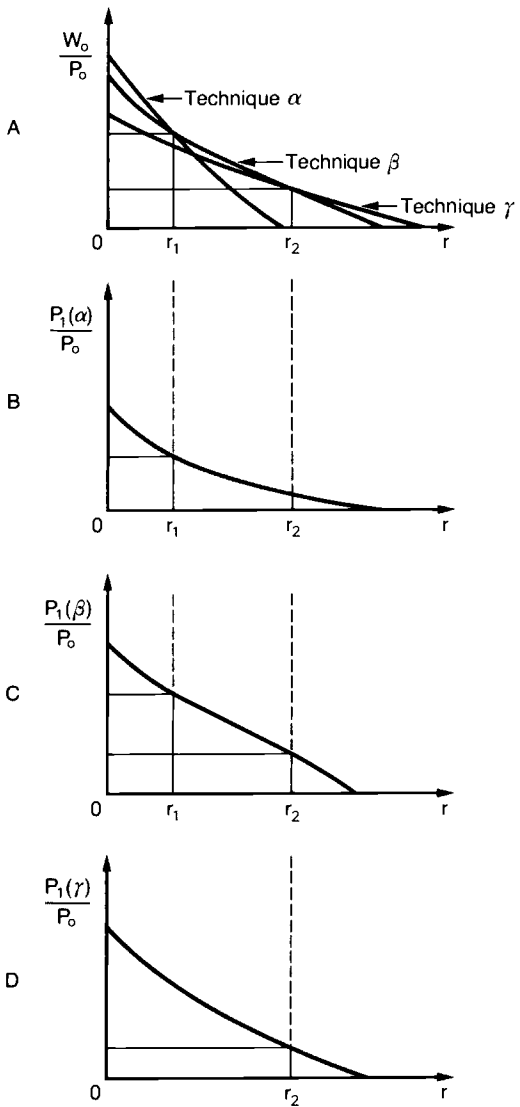 A
W₀
P₀
Technique α
Technique β
Technique γ
0
r₁
r₂
r
B
P₁(α)
P₀
0
r₁
r₂
r
C
P₁(β)
P₀
0
r₁
r₂
r
D
P₁(γ)
P₀
0
r₂
r